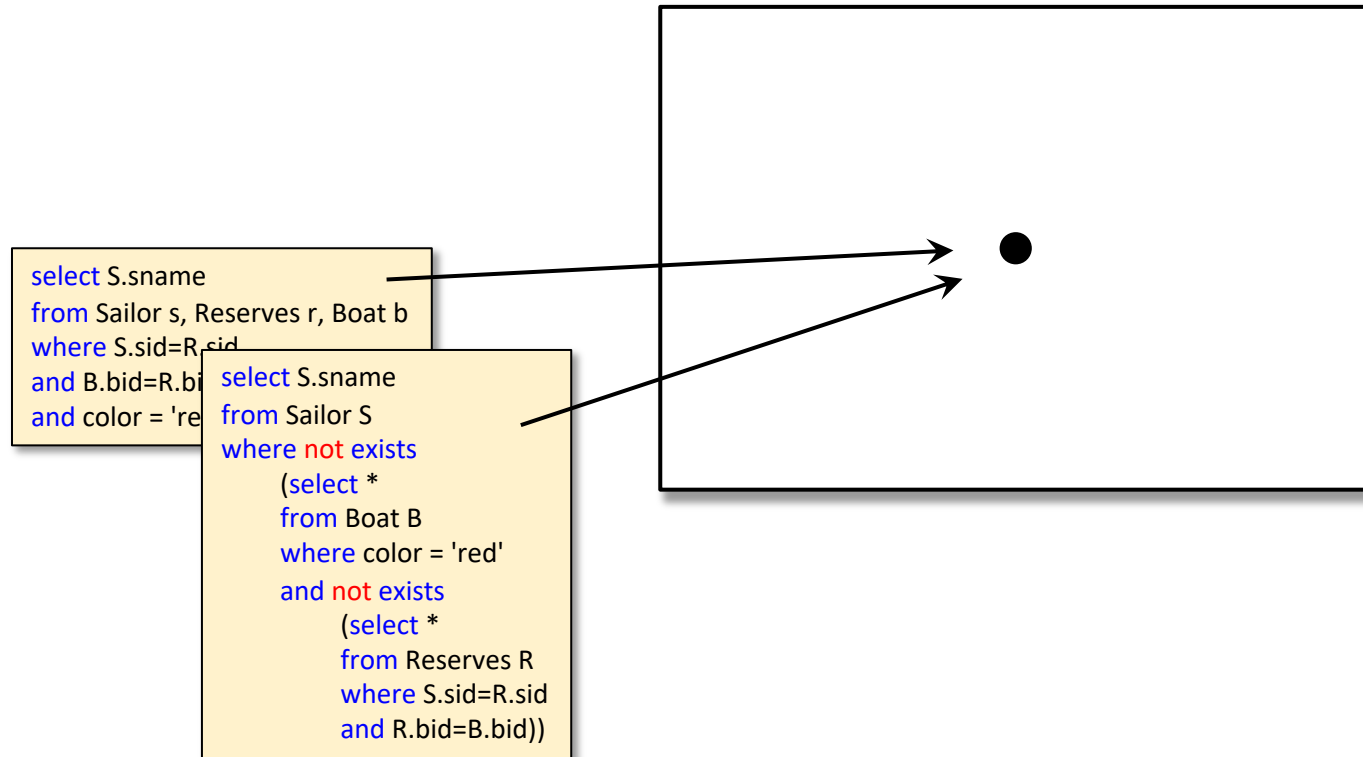 select S.sname
from Sailor s, Reserves r, Boat b
where S.sid=R.sid
and B.bid=R.bi
and color = 're
select S.sname
from Sailor S
where not exists
(select *
from Boat B
where color = 'red'
and not exists
(select *
from Reserves R
where S.sid=R.sid
and R.bid=B.bid))